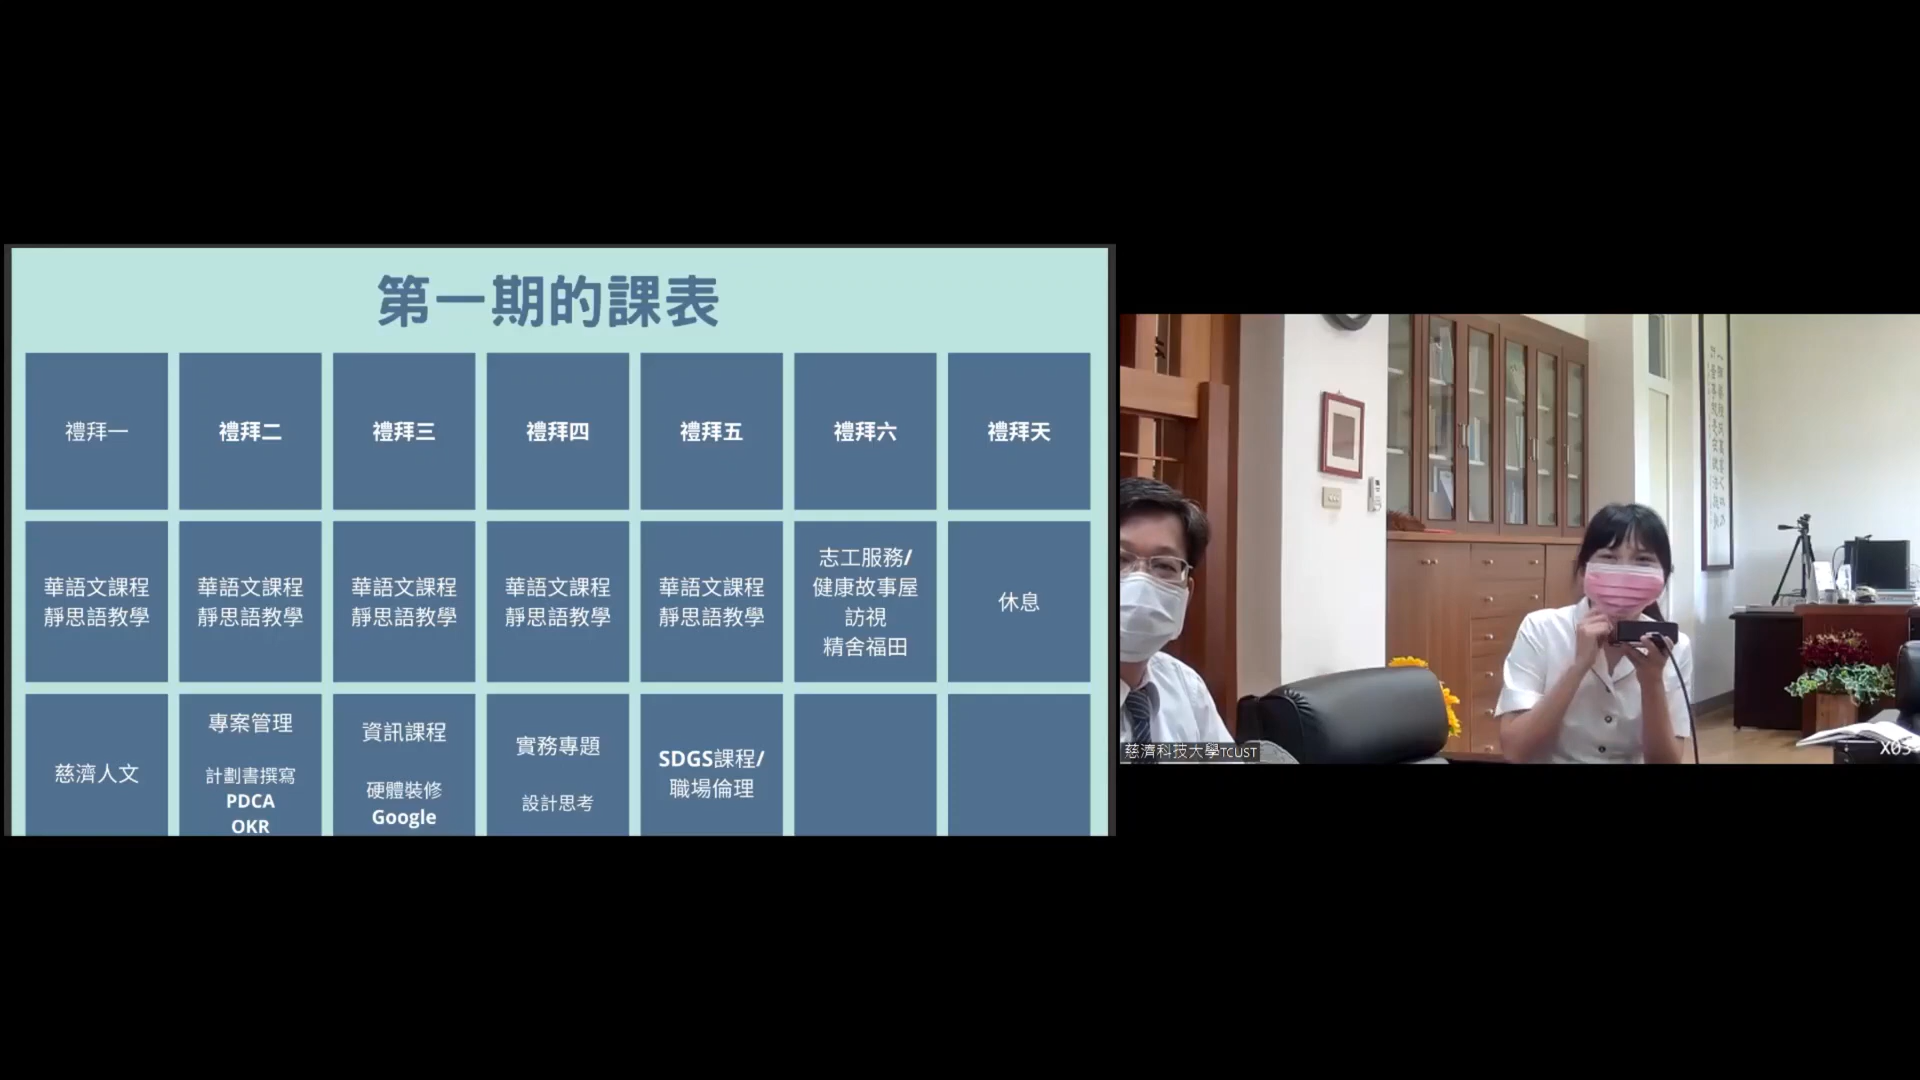 第一期的課表
禮拜一
禮拜二
禮拜三
禮拜四
禮拜五
禮拜六
禮拜天
華語文課程
靜思語教學
華語文課程
靜思語教學
華語文課程
靜思語教學
華語文課程
靜思語教學
華語文課程
靜思語教學
志工服務/
健康故事屋
訪視
精舍福田
休息
慈濟人文
專案管理
計劃書撰寫
PDCA
OKR
資訊課程
硬體裝修
Google
實務專題
設計思考
SDGS課程/
職場倫理
慈濟科技大學TCUST
X03